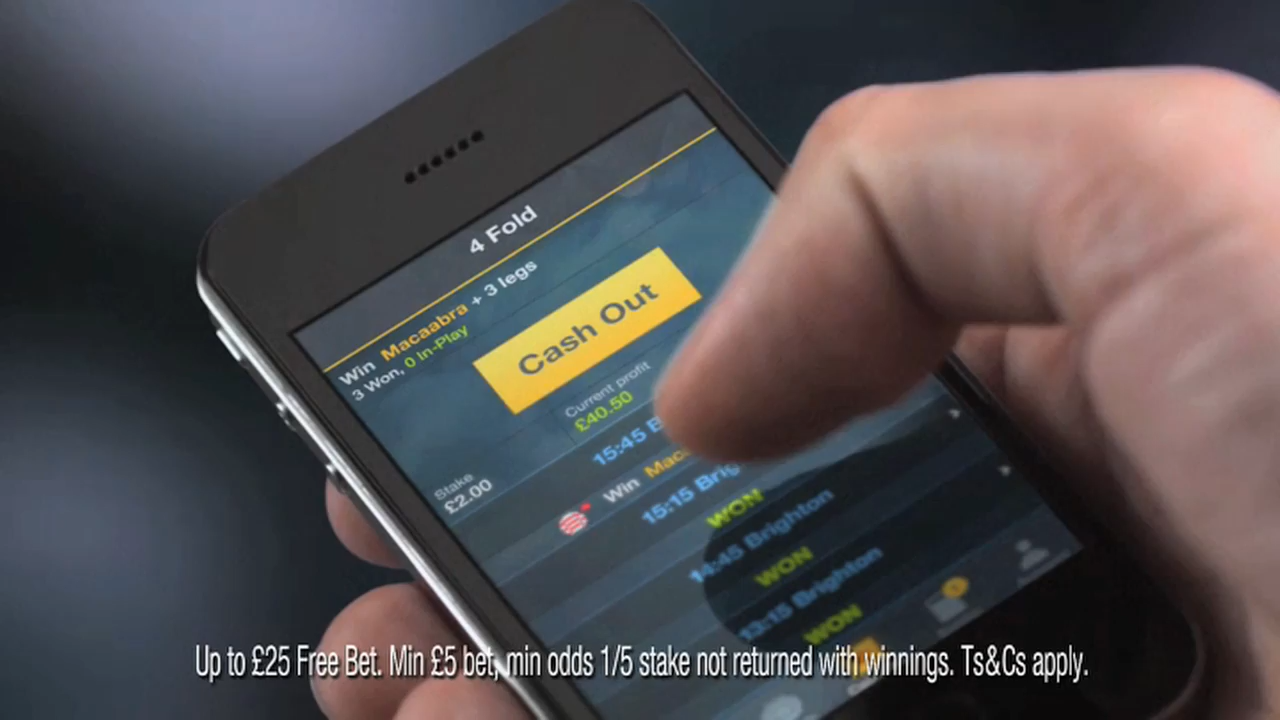 4 Fold
Win Macaabra + 3 legs
3 Won, 0 In-Play
Cash Out
Current profit
£40.50
Stake
£2.00
15:45
Win
15:15
WON
14:45 Brighton
WON
13:15 Brighton
WON
Up to £25 Free Bet. Min £5 bet, min odds 1/5 stake not returned with winnings. Ts&Cs apply.